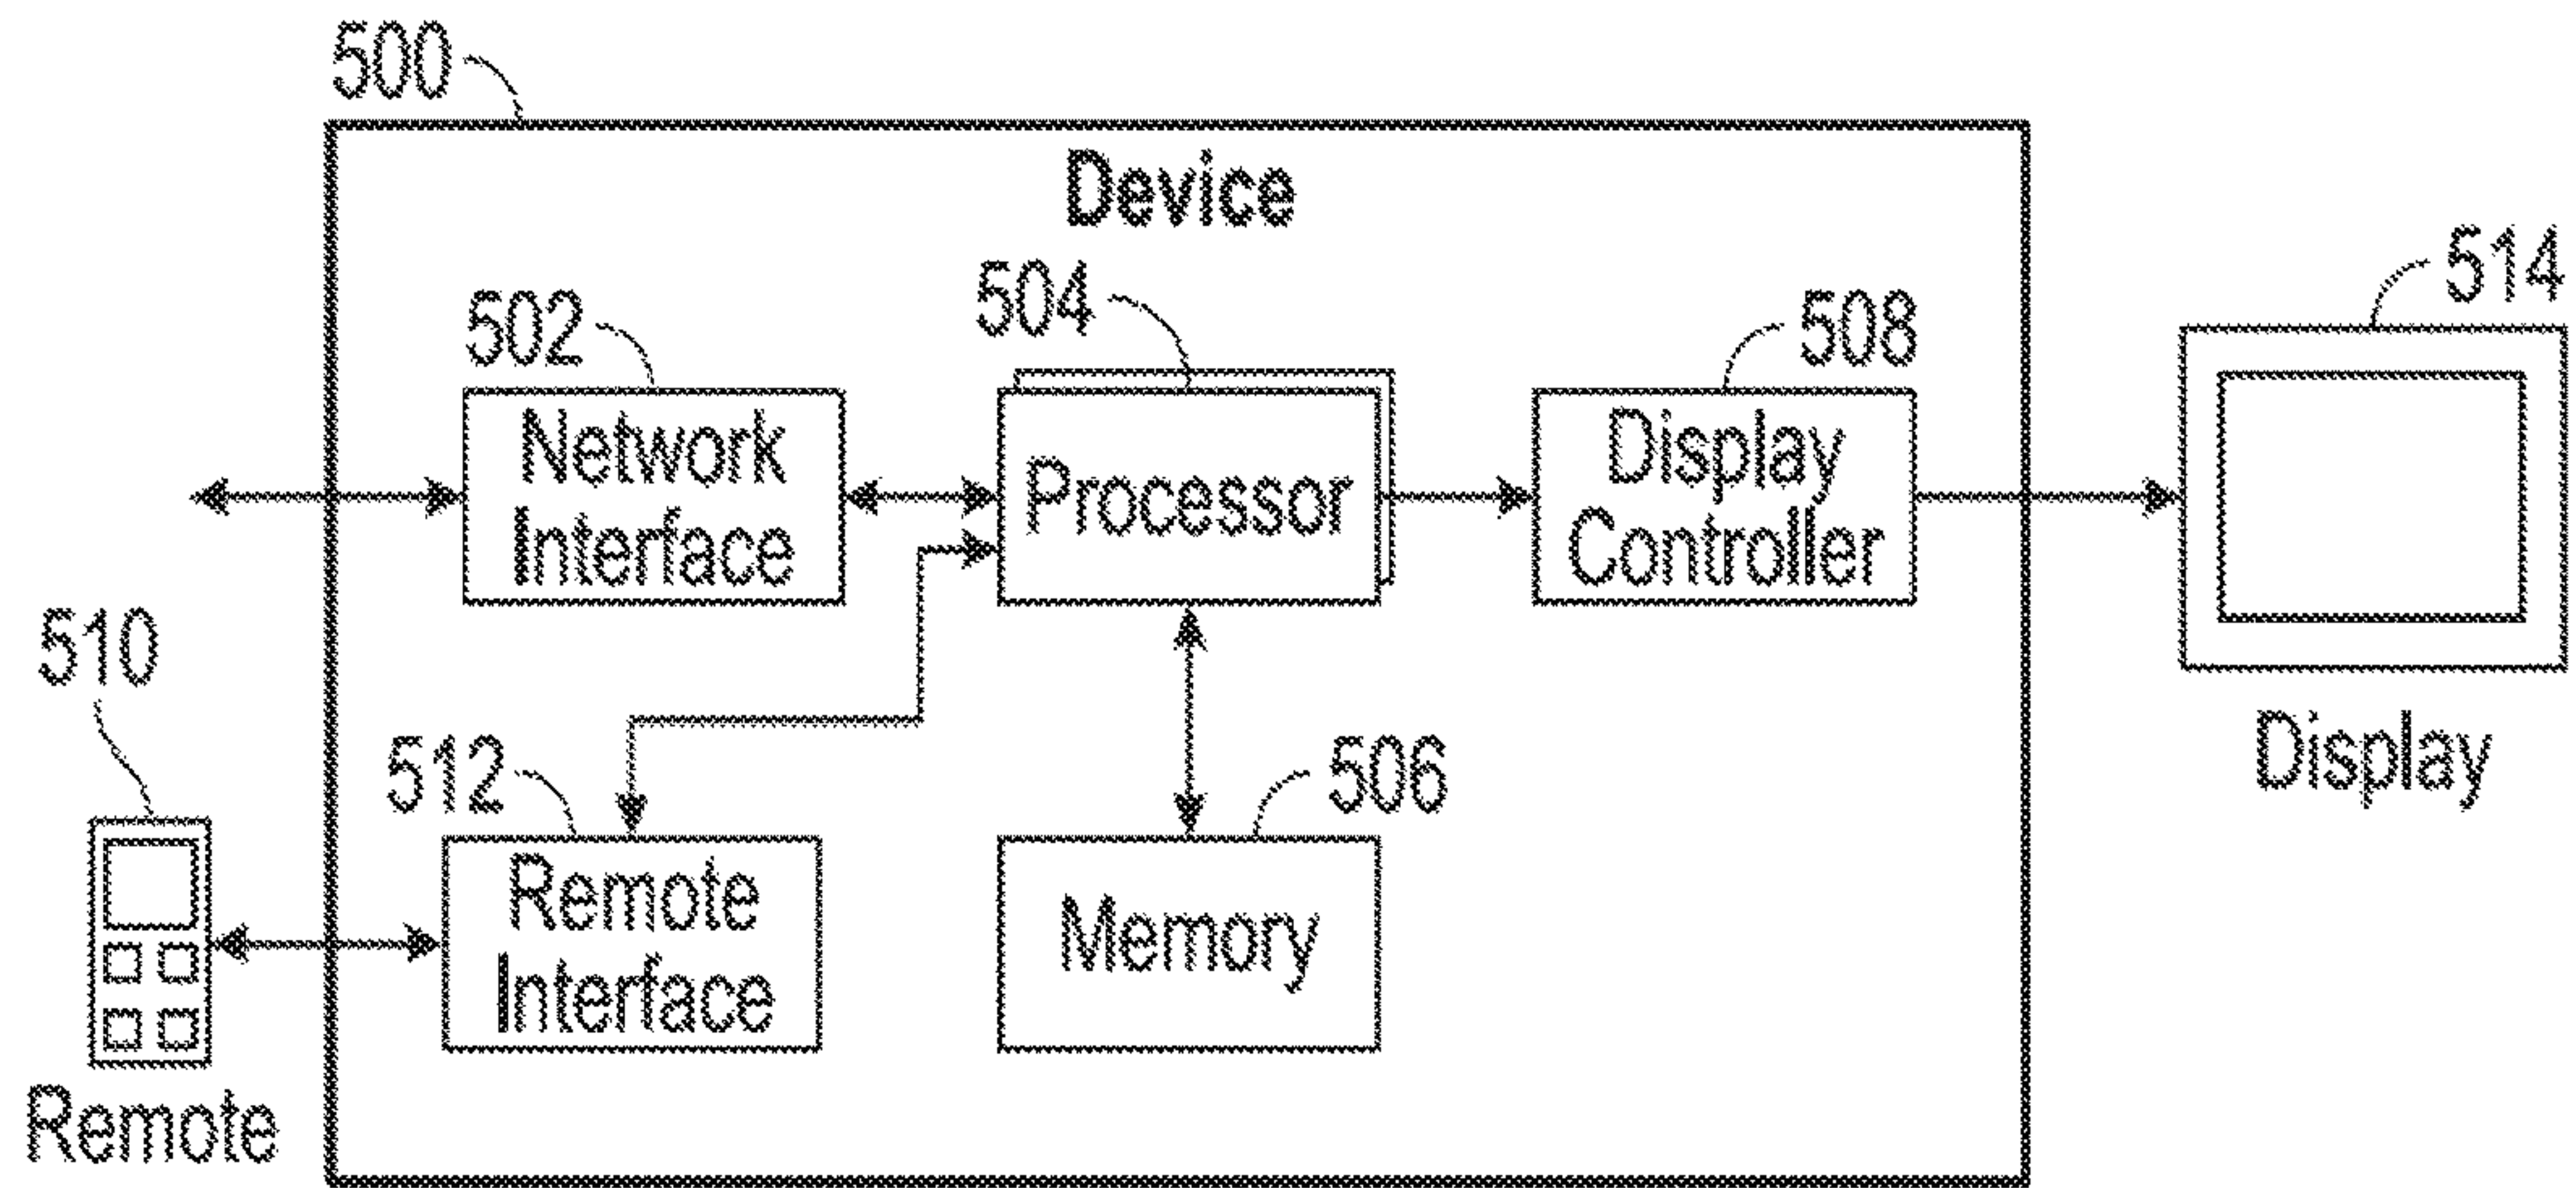 500
Device
514
504
502
508
Network
Interface
Processor
Display
Controller
510
Display
512
506
Remote
Interface
Memory
Remote